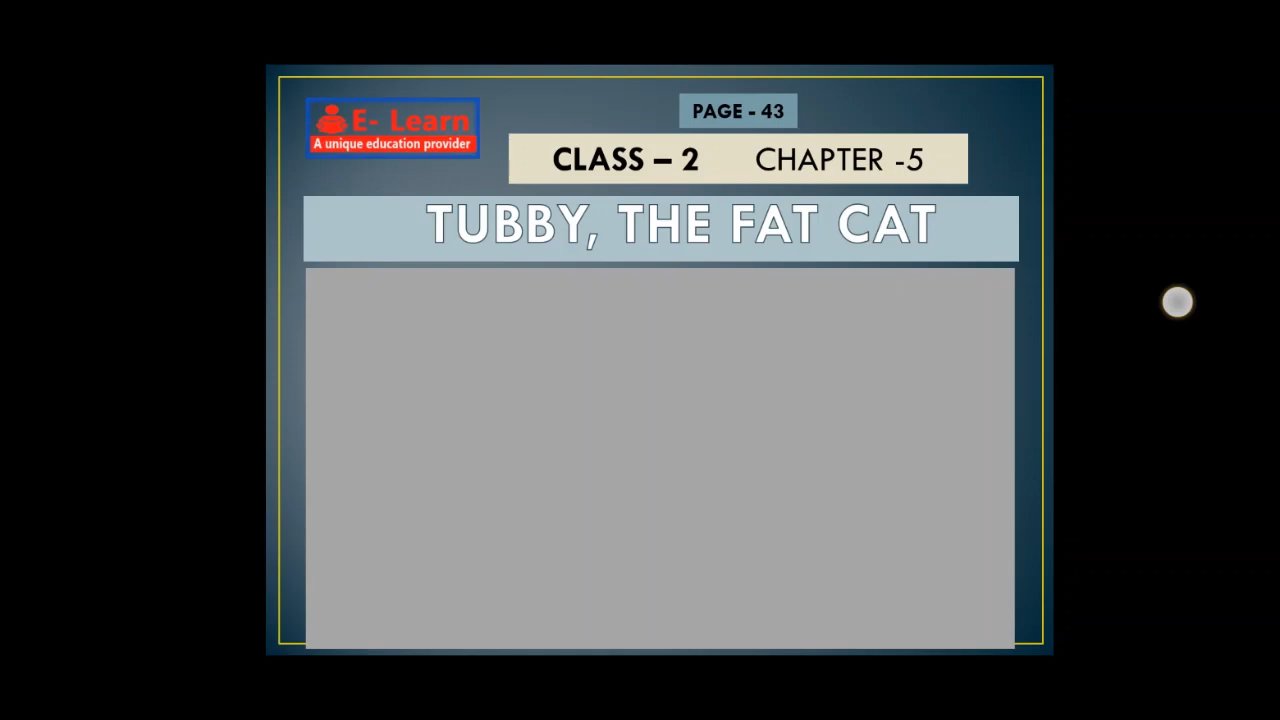 E- Learn
A unique education provider
PAGE - 43
CLASS – 2 CHAPTER -5
TUBBY, THE FAT CAT